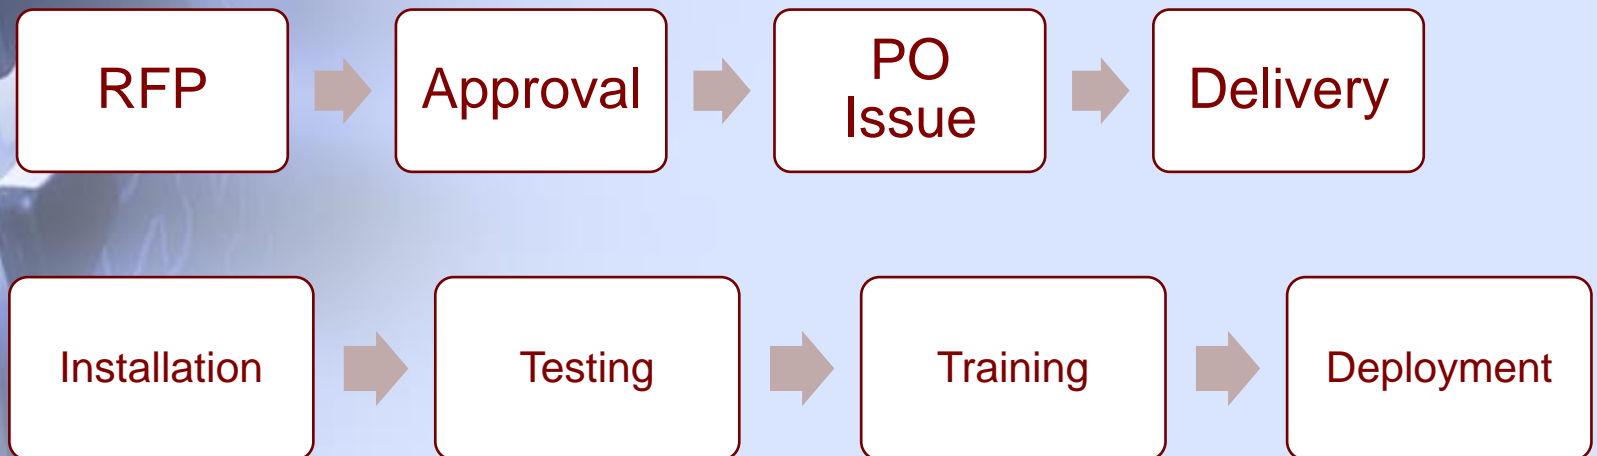 RFP
Approval
PO
Issue
Delivery
Installation
Testing
Training
Deployment